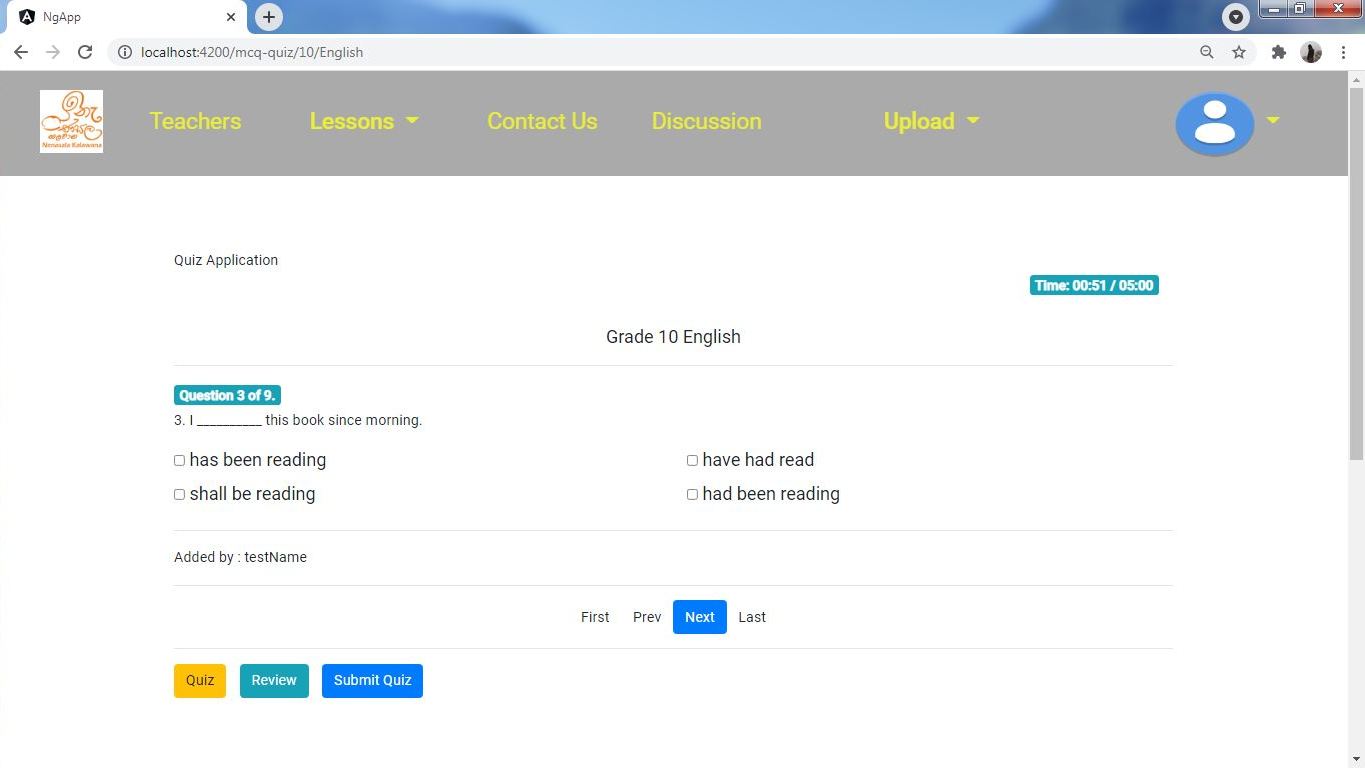 NgApp
localhost:4200/mcq-quiz/10/English
Nenasala Kalawana
Teachers Lessons Contact Us Discussion Upload
Quiz Application
Time: 00:51 / 05:00
Grade 10 English
Question 3 of 9.
3. I __________ this book since morning.
has been reading have had read
shall be reading had been reading
Added by : testName
First Prev Next Last
Quiz Review Submit Quiz